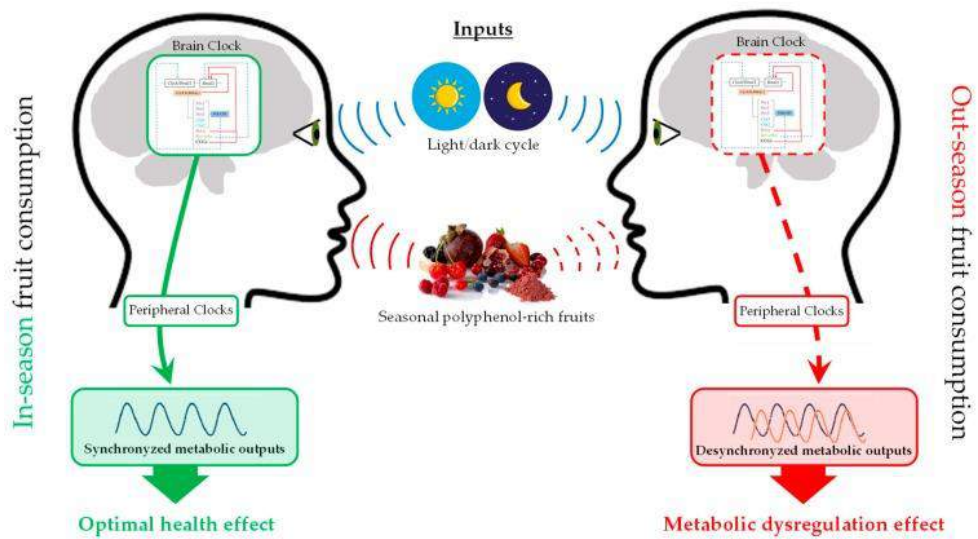 Inputs
Brain Clock
Brain Clock
Light/dark cycle
In-season fruit consumption
Out-season fruit consumption
Seasonal polyphenol-rich fruits
Peripheral Clocks
Peripheral Clocks
Synchronyzed metabolic outputs
Desynchronyzed metabolic outputs
Optimal health effect
Metabolic dysregulation effect